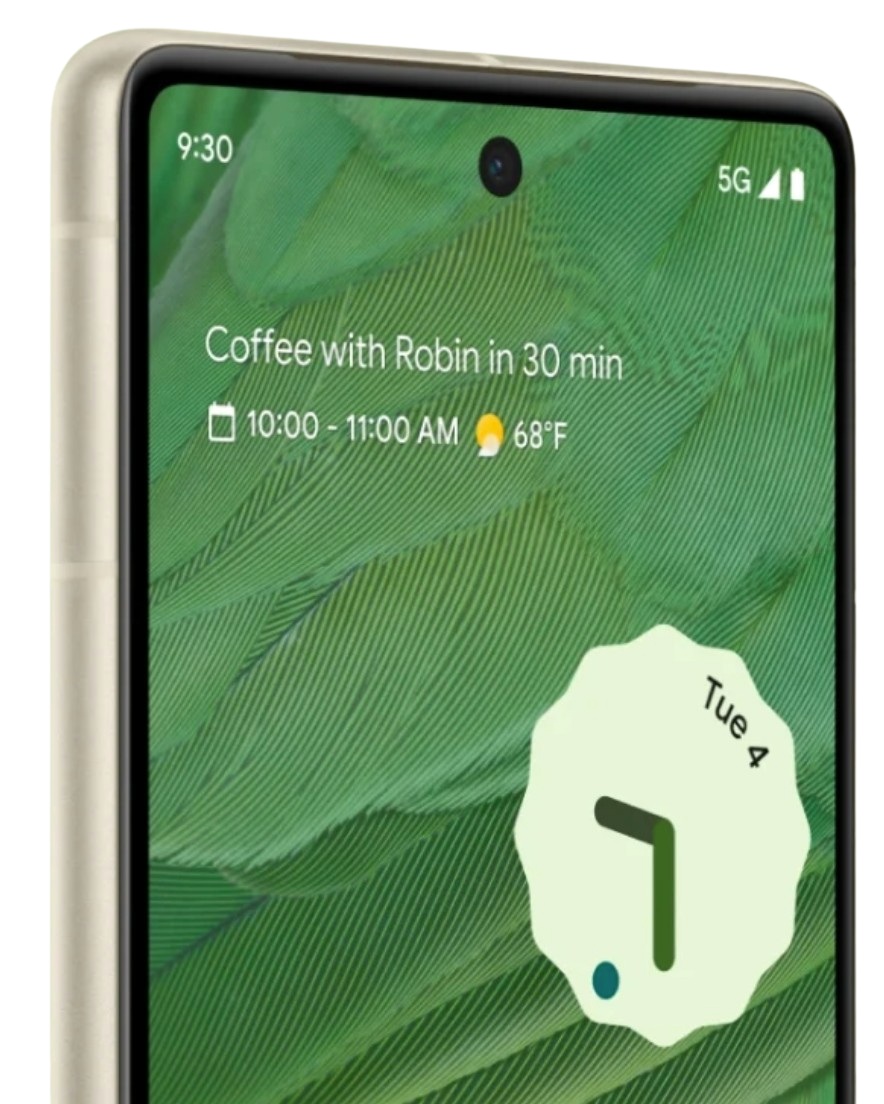 9:30
5G
Coffee with Robin in 30 min
10:00 - 11:00 AM 68°F
Tue 4